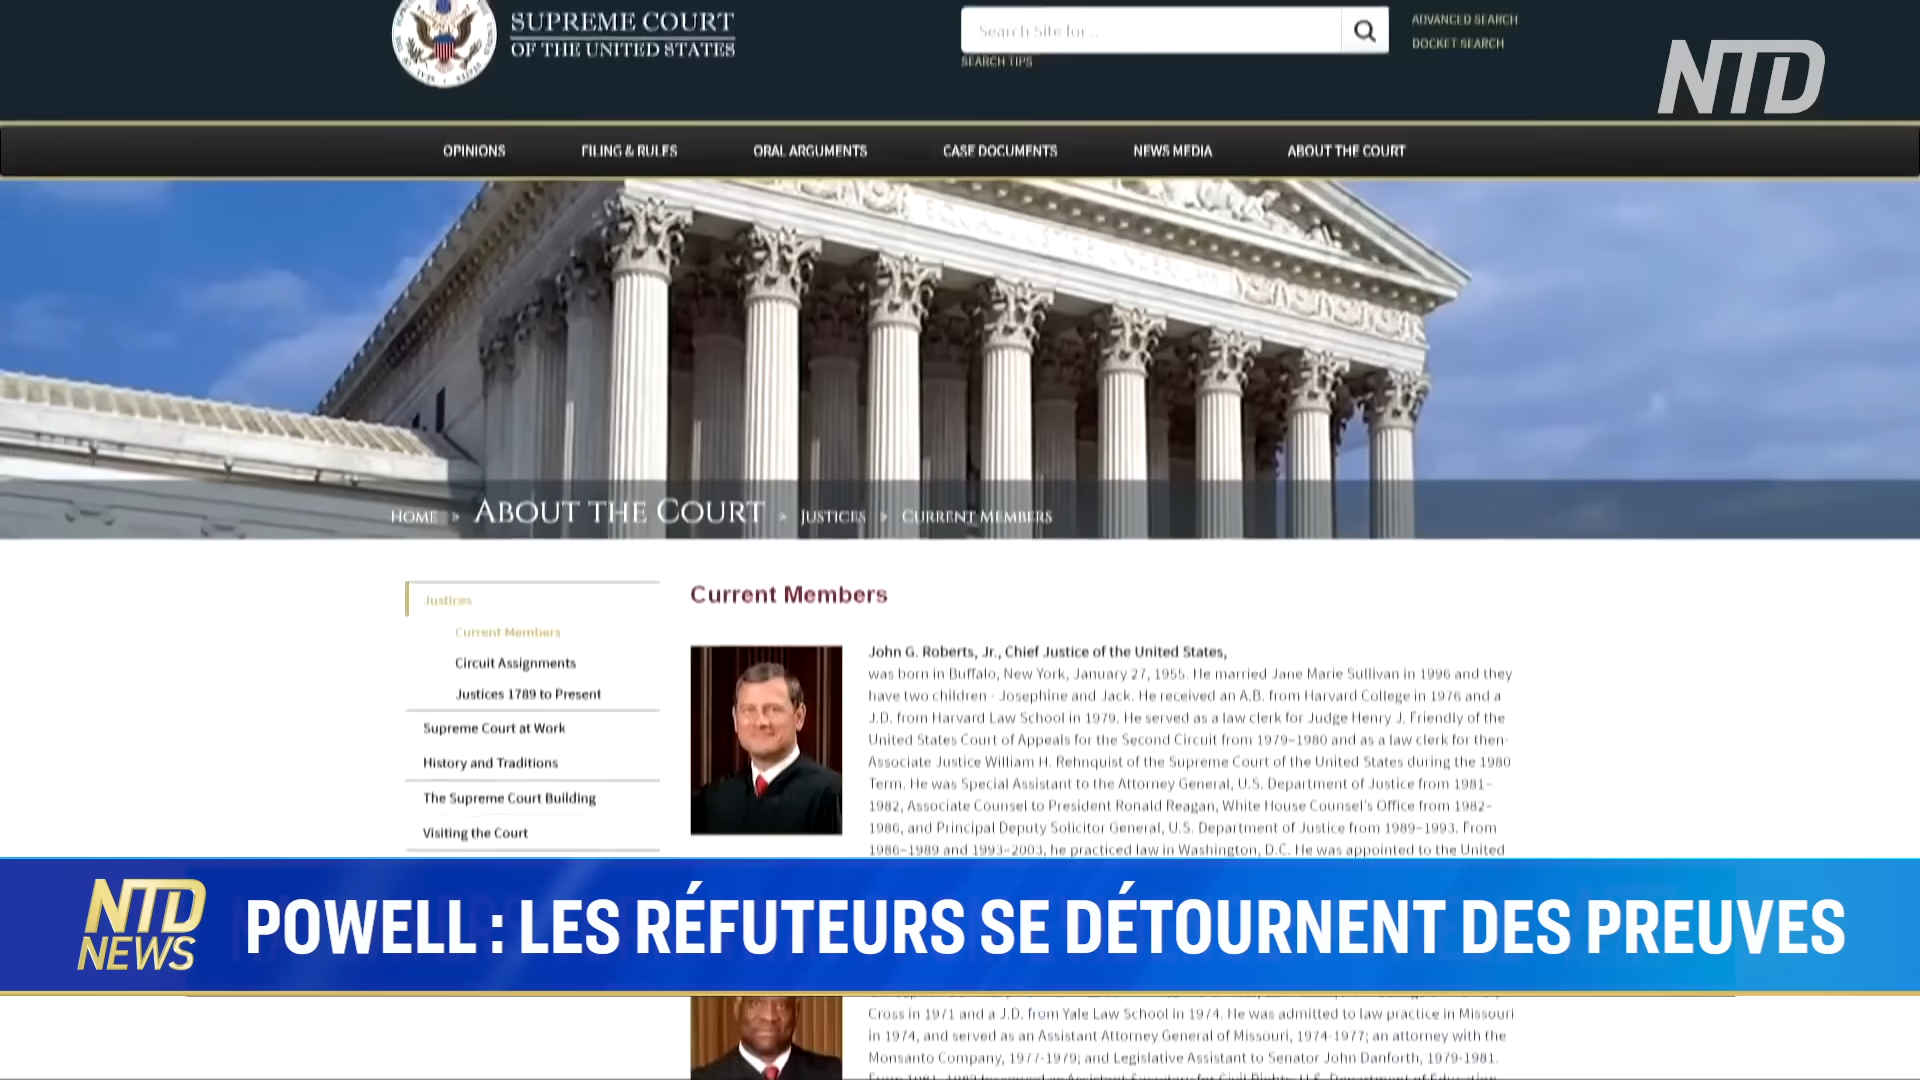 SUPREME COURT
OF THE UNITED STATES
Search Site for...
SEARCH TIPS
ADVANCED SEARCH
DOCKET SEARCH
NTD
OPINIONS
FILING & RULES
ORAL ARGUMENTS
CASE DOCUMENTS
NEWS MEDIA
ABOUT THE COURT
HOME » ABOUT THE COURT » JUSTICES » CURRENT MEMBERS
Justices
Current Members
Circuit Assignments
Justices 1789 to Present
Supreme Court at Work
History and Traditions
The Supreme Court Building
Visiting the Court
Current Members
John G. Roberts, Jr., Chief Justice of the United States,
was born in Buffalo, New York, January 27, 1955. He married Jane Marie Sullivan in 1996 and they
have two children - Josephine and Jack. He received an A.B. from Harvard College in 1976 and a
J.D. from Harvard Law School in 1979. He served as a law clerk for Judge Henry J. Friendly of the
United States Court of Appeals for the Second Circuit from 1979–1980 and as a law clerk for then-
Associate Justice William H. Rehnquist of the Supreme Court of the United States during the 1980
Term. He was Special Assistant to the Attorney General, U.S. Department of Justice from 1981–
1982, Associate Counsel to President Ronald Reagan, White House Counsel's Office from 1982–
1986, and Principal Deputy Solicitor General, U.S. Department of Justice from 1989–1993. From
1986–1989 and 1993–2003, he practiced law in Washington, D.C. He was appointed to the United
NTD
NEWS
POWELL : LES RÉFUTEURS SE DÉTOURNENT DES PREUVES
Cross in 1971 and a J.D. from Yale Law School in 1974. He was admitted to law practice in Missouri
in 1974, and served as an Assistant Attorney General of Missouri, 1974-1977; an attorney with the
Monsanto Company, 1977-1979; and Legislative Assistant to Senator John Danforth, 1979-1981.